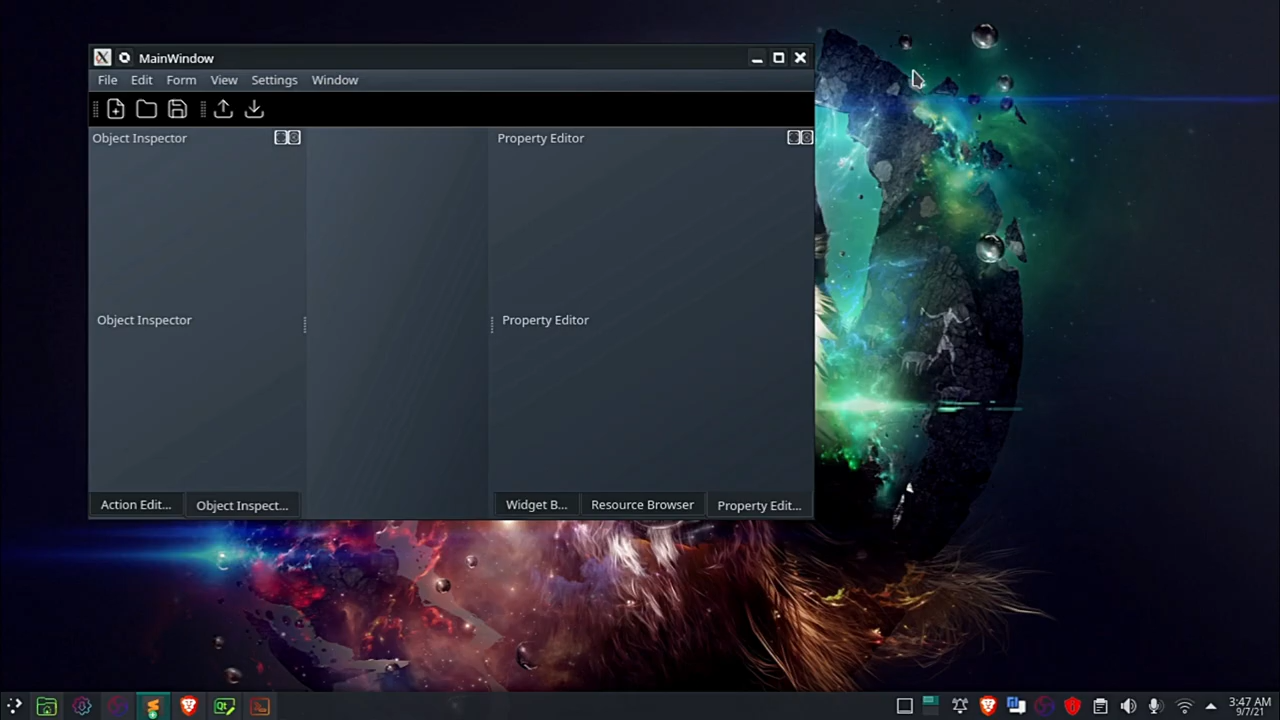 MainWindow
File Edit Form View Settings Window
Object Inspector
Property Editor
Object Inspector
Property Editor
Action Edit...
Object Inspect...
Widget B...
Resource Browser
Property Edit...
Qt
3:47 AM
9/7/21